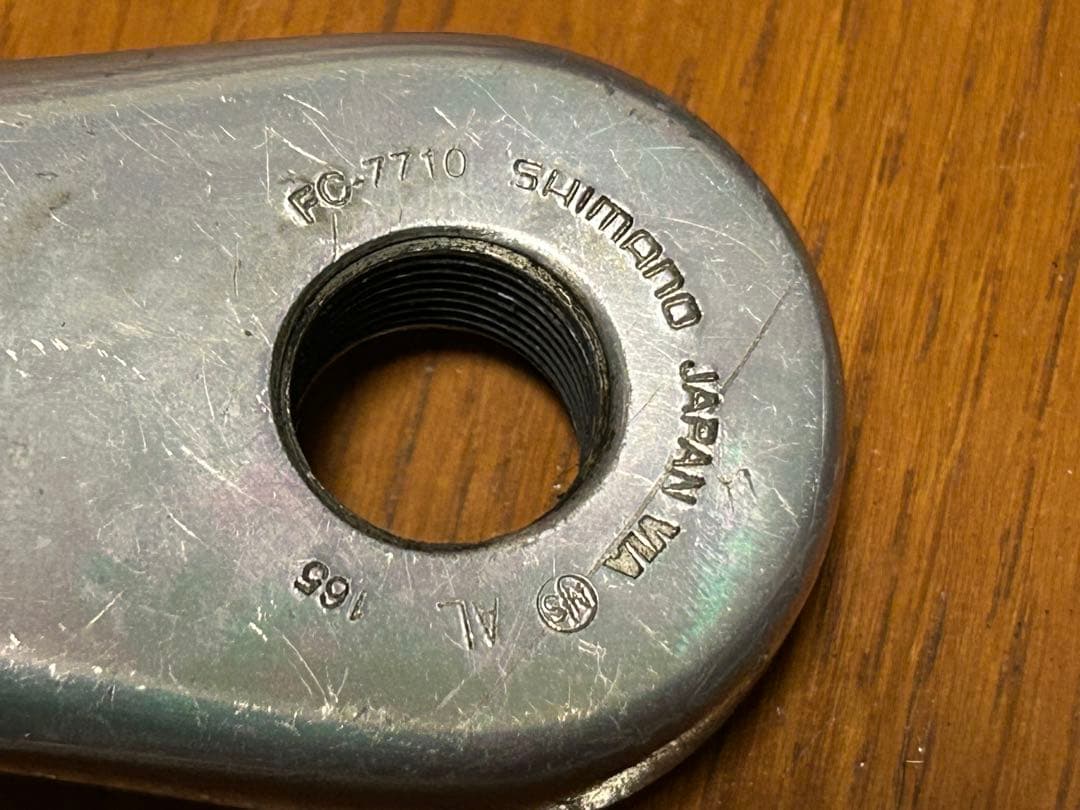 FC-7710
SHIMANO
JAPAN VIA
AL
165